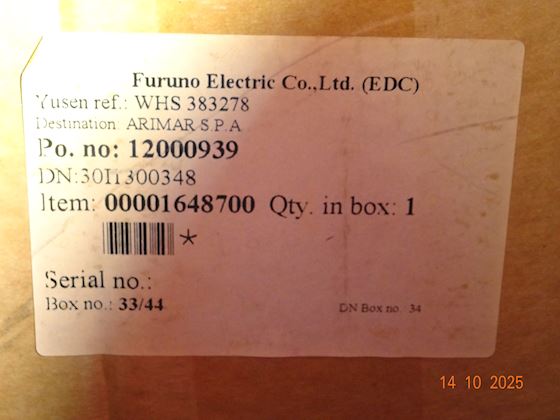 Furuno Electric Co.,Ltd. (EDC)
Yusen ref.: WHS 383278
Destination: ARIMAR S.P.A
Po. no: 12000939
DN:30I1300348
Item: 00001648700 Qty. in box: 1
*
Serial no.:
Box no.: 33/44 DN Box no. 34
14 10 2025